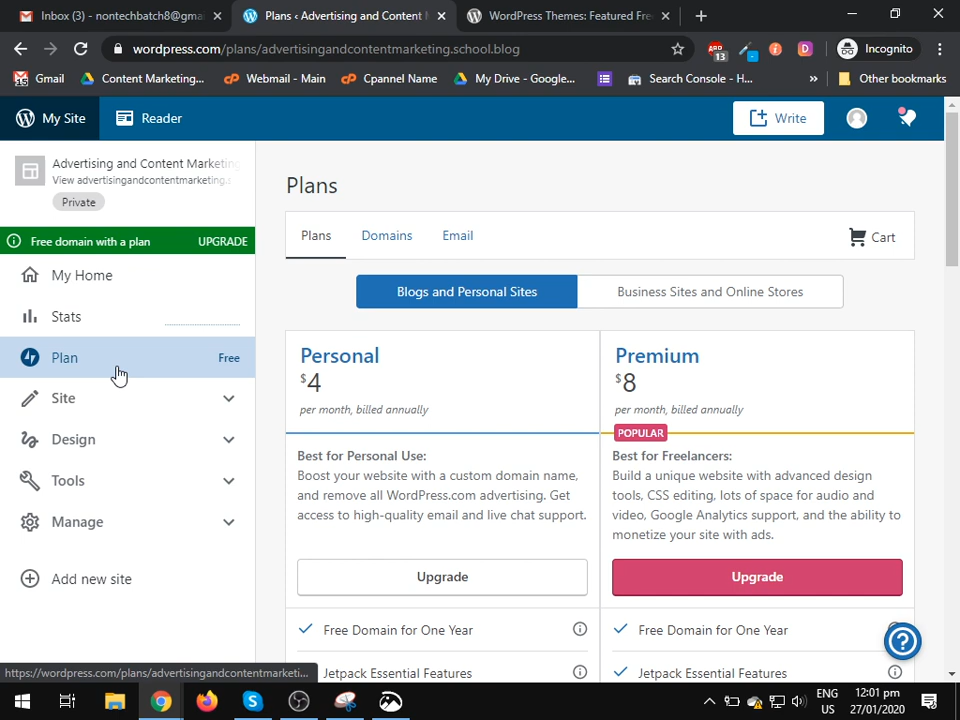 Inbox (3) - nontechbatch8@gma
Plans ‹ Advertising and Content M
WordPress Themes: Featured Free
wordpress.com/plans/advertisingandcontentmarketing.school.blog
13
Incognito
15
Gmail
Content Marketing...
Webmail - Main
Cpannel Name
My Drive - Google...
Search Console - H...
»
Other bookmarks
My Site
Reader
Write
Advertising and Content Marketing
View advertisingandcontentmarketing.s
Private
Free domain with a plan
UPGRADE
My Home
Stats
Plan
Free
Site
Design
Tools
Manage
Add new site
Plans
Plans
Domains
Email
Cart
Blogs and Personal Sites
Business Sites and Online Stores
Personal
$4
per month, billed annually
Best for Personal Use:
Boost your website with a custom domain name,
and remove all WordPress.com advertising. Get
access to high-quality email and live chat support.
Upgrade
Free Domain for One Year
Jetpack Essential Features
Premium
$8
per month, billed annually
POPULAR
Best for Freelancers:
Build a unique website with advanced design
tools, CSS editing, lots of space for audio and
video, Google Analytics support, and the ability to
monetize your site with ads.
Upgrade
Free Domain for One Year
Jetpack Essential Features
https://wordpress.com/plans/advertisingandcontentmarketi...
ENG
US
12:01 pm
27/01/2020